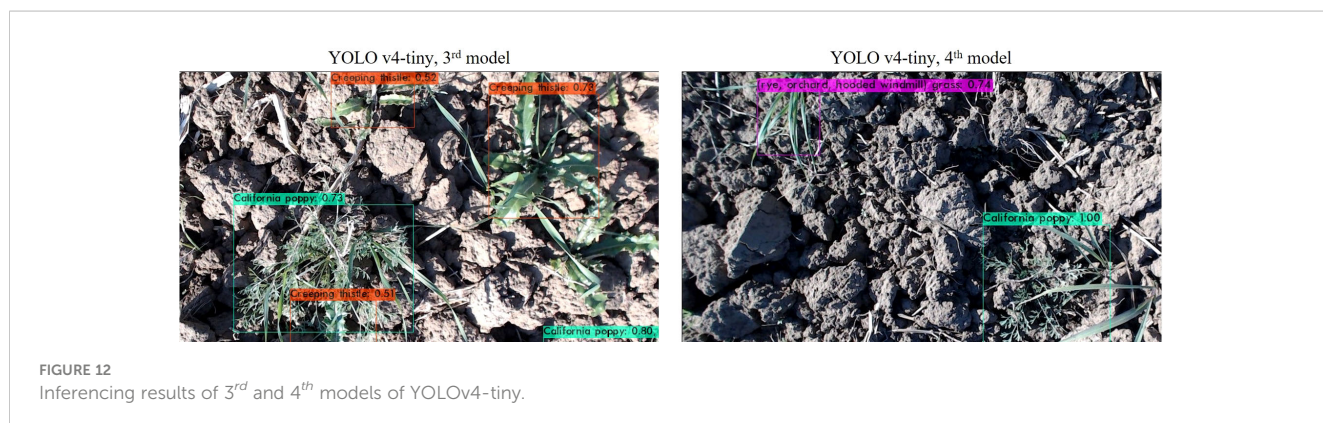 YOLO v4-tiny, 3rd model
YOLO v4-tiny, 4th model
Creeping thistle: 0.52
Creeping thistle: 0.73
California poppy: 0.73
Creeping thistle: 0.51
California poppy: 0.80
rye, orchard, hooded windmill, grass: 0.74
California poppy: 1.00
FIGURE 12
Inferencing results of 3rd and 4th models of YOLOv4-tiny.